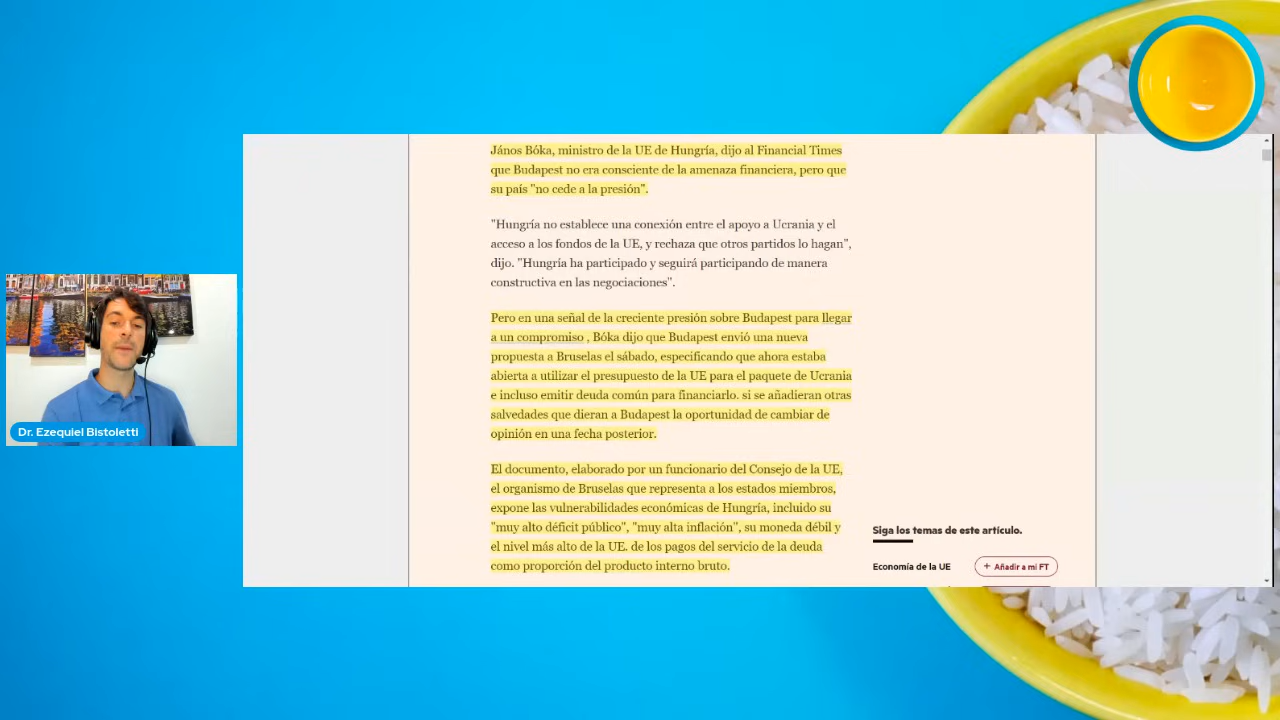 János Bóka, ministro de la UE de Hungría, dijo al Financial Times
que Budapest no era consciente de la amenaza financiera, pero que
su país "no cede a la presión".
"Hungría no establece una conexión entre el apoyo a Ucrania y el
acceso a los fondos de la UE, y rechaza que otros partidos lo hagan",
dijo. "Hungría ha participado y seguirá participando de manera
constructiva en las negociaciones".
Pero en una señal de la creciente presión sobre Budapest para llegar
a un compromiso , Bóka dijo que Budapest envió una nueva
propuesta a Bruselas el sábado, especificando que ahora estaba
abierta a utilizar el presupuesto de la UE para el paquete de Ucrania
e incluso emitir deuda común para financiarlo. si se añadieran otras
salvedades que dieran a Budapest la oportunidad de cambiar de
opinión en una fecha posterior.
El documento, elaborado por un funcionario del Consejo de la UE,
el organismo de Bruselas que representa a los estados miembros,
expone las vulnerabilidades económicas de Hungría, incluido su
"muy alto déficit público", "muy alta inflación", su moneda débil y
el nivel más alto de la UE. de los pagos del servicio de la deuda
como proporción del producto interno bruto.
Siga los temas de este artículo.
Economía de la UE
+ Añadir a mi FT
Dr. Ezequiel Bistoletti